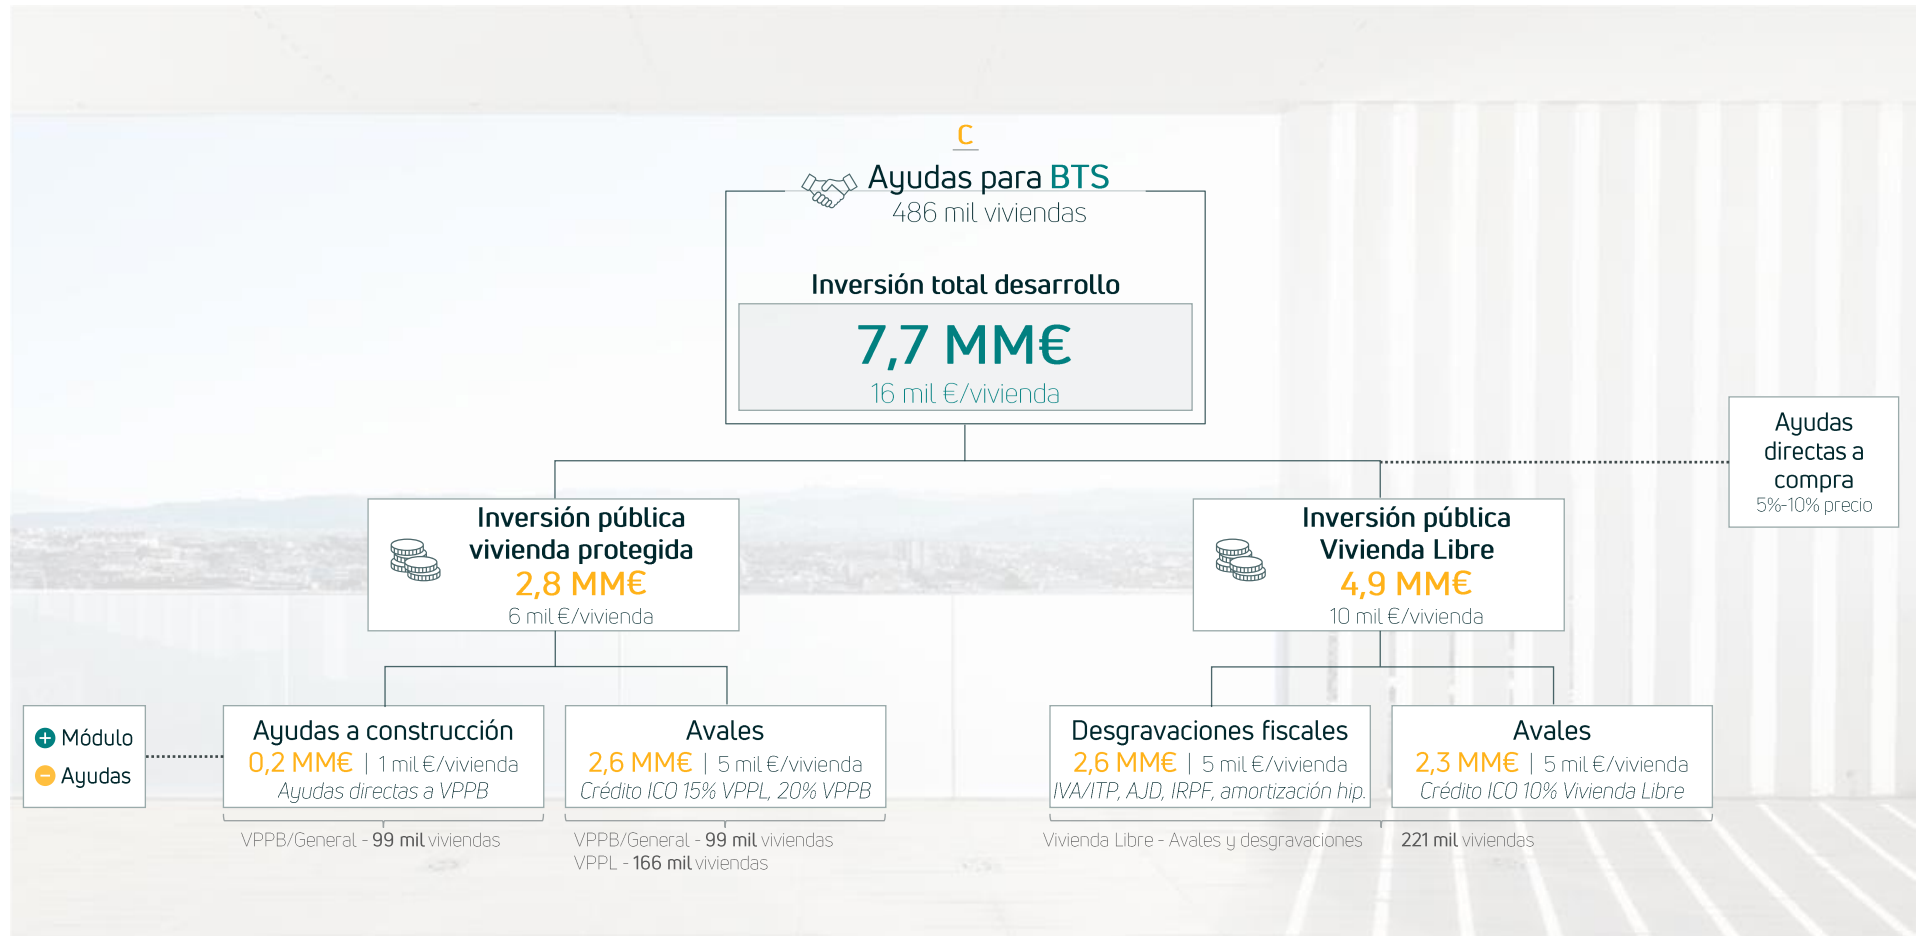 C
Ayudas para BTS
486 mil viviendas
Inversión total desarrollo
7,7 MM€
16 mil €/vivienda
Ayudas
directas a
compra
5%-10% precio
Inversión pública
vivienda protegida
2,8 MM€
6 mil €/vivienda
Inversión pública
Vivienda Libre
4,9 MM€
10 mil €/vivienda
+ Módulo
- Ayudas
Ayudas a construcción
0,2 MM€ | 1 mil €/vivienda
Ayudas directas a VPPB
Avales
2,6 MM€ | 5 mil €/vivienda
Crédito ICO 15% VPPL, 20% VPPB
Desgravaciones fiscales
2,6 MM€ | 5 mil €/vivienda
IVA/ITP, AJD, IRPF, amortización hip.
Avales
2,3 MM€ | 5 mil €/vivienda
Crédito ICO 10% Vivienda Libre
VPPB/General - 99 mil viviendas
VPPB/General - 99 mil viviendas
VPPL - 166 mil viviendas
Vivienda Libre - Avales y desgravaciones 221 mil viviendas